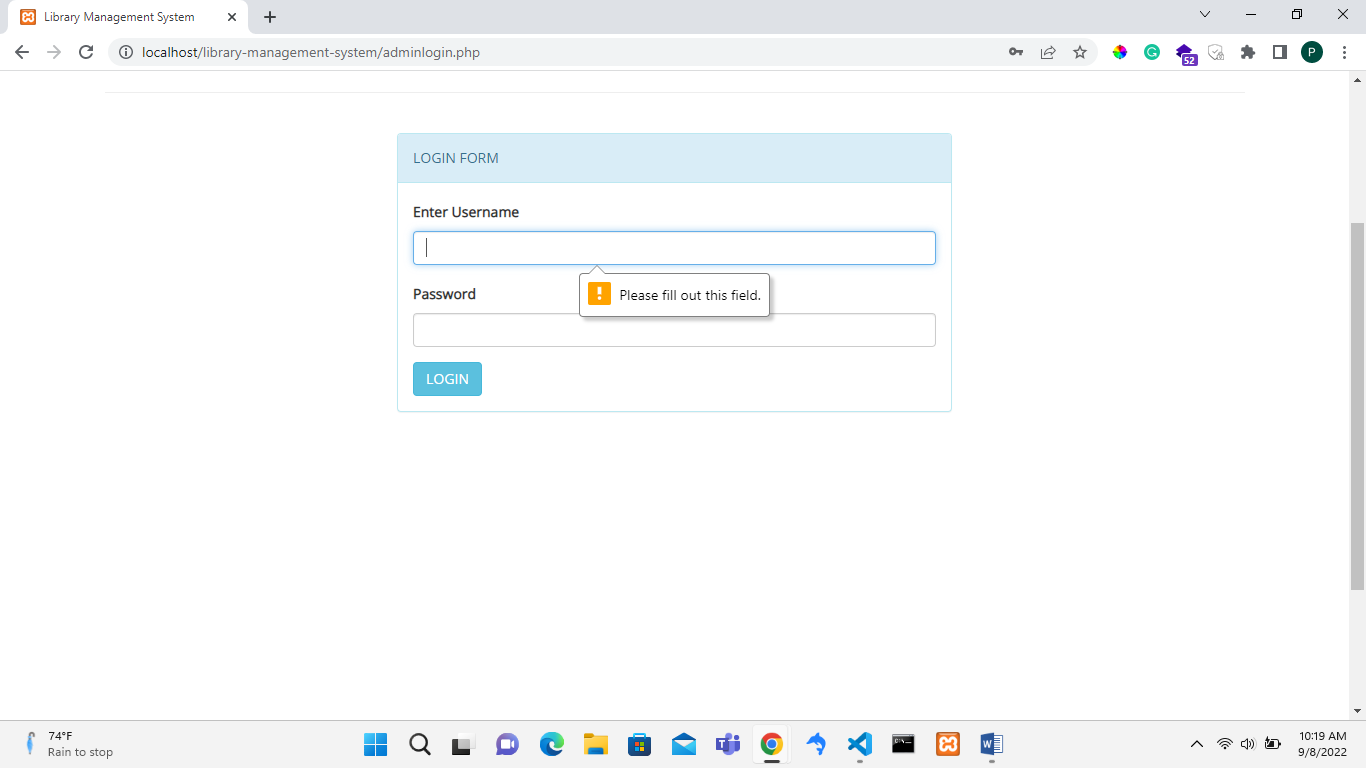 Library Management System
localhost/library-management-system/adminlogin.php
52
P
LOGIN FORM
Enter Username
Please fill out this field.
Password
LOGIN
74°F
Rain to stop
10:19 AM
9/8/2022